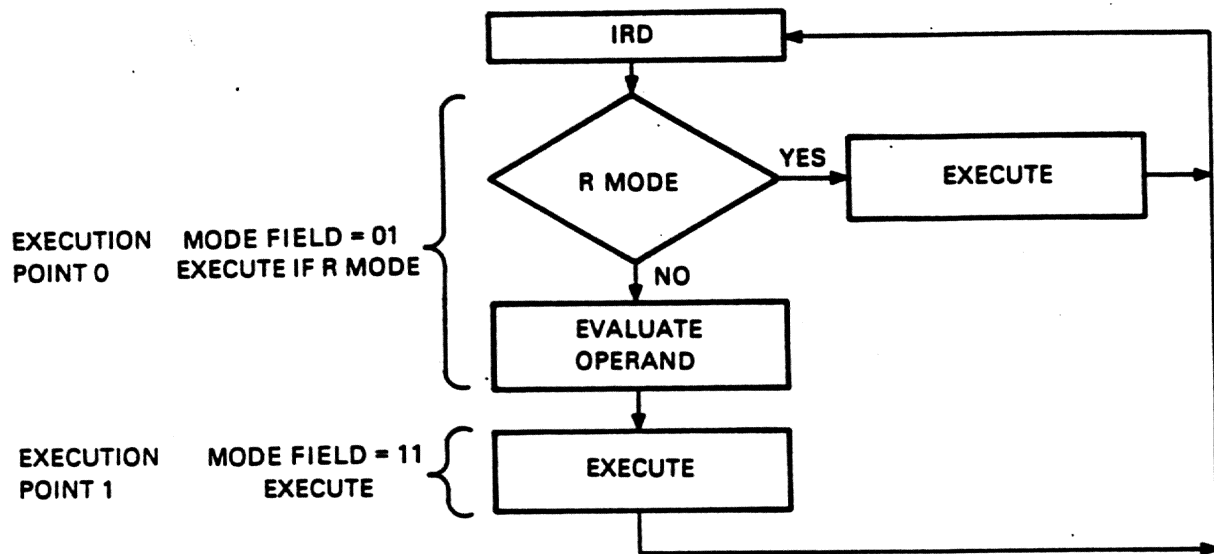 IRD
R MODE
YES
EXECUTE
EXECUTION
POINT 0
MODE FIELD = 01
EXECUTE IF R MODE
NO
EVALUATE
OPERAND
EXECUTION
POINT 1
MODE FIELD = 11
EXECUTE
EXECUTE